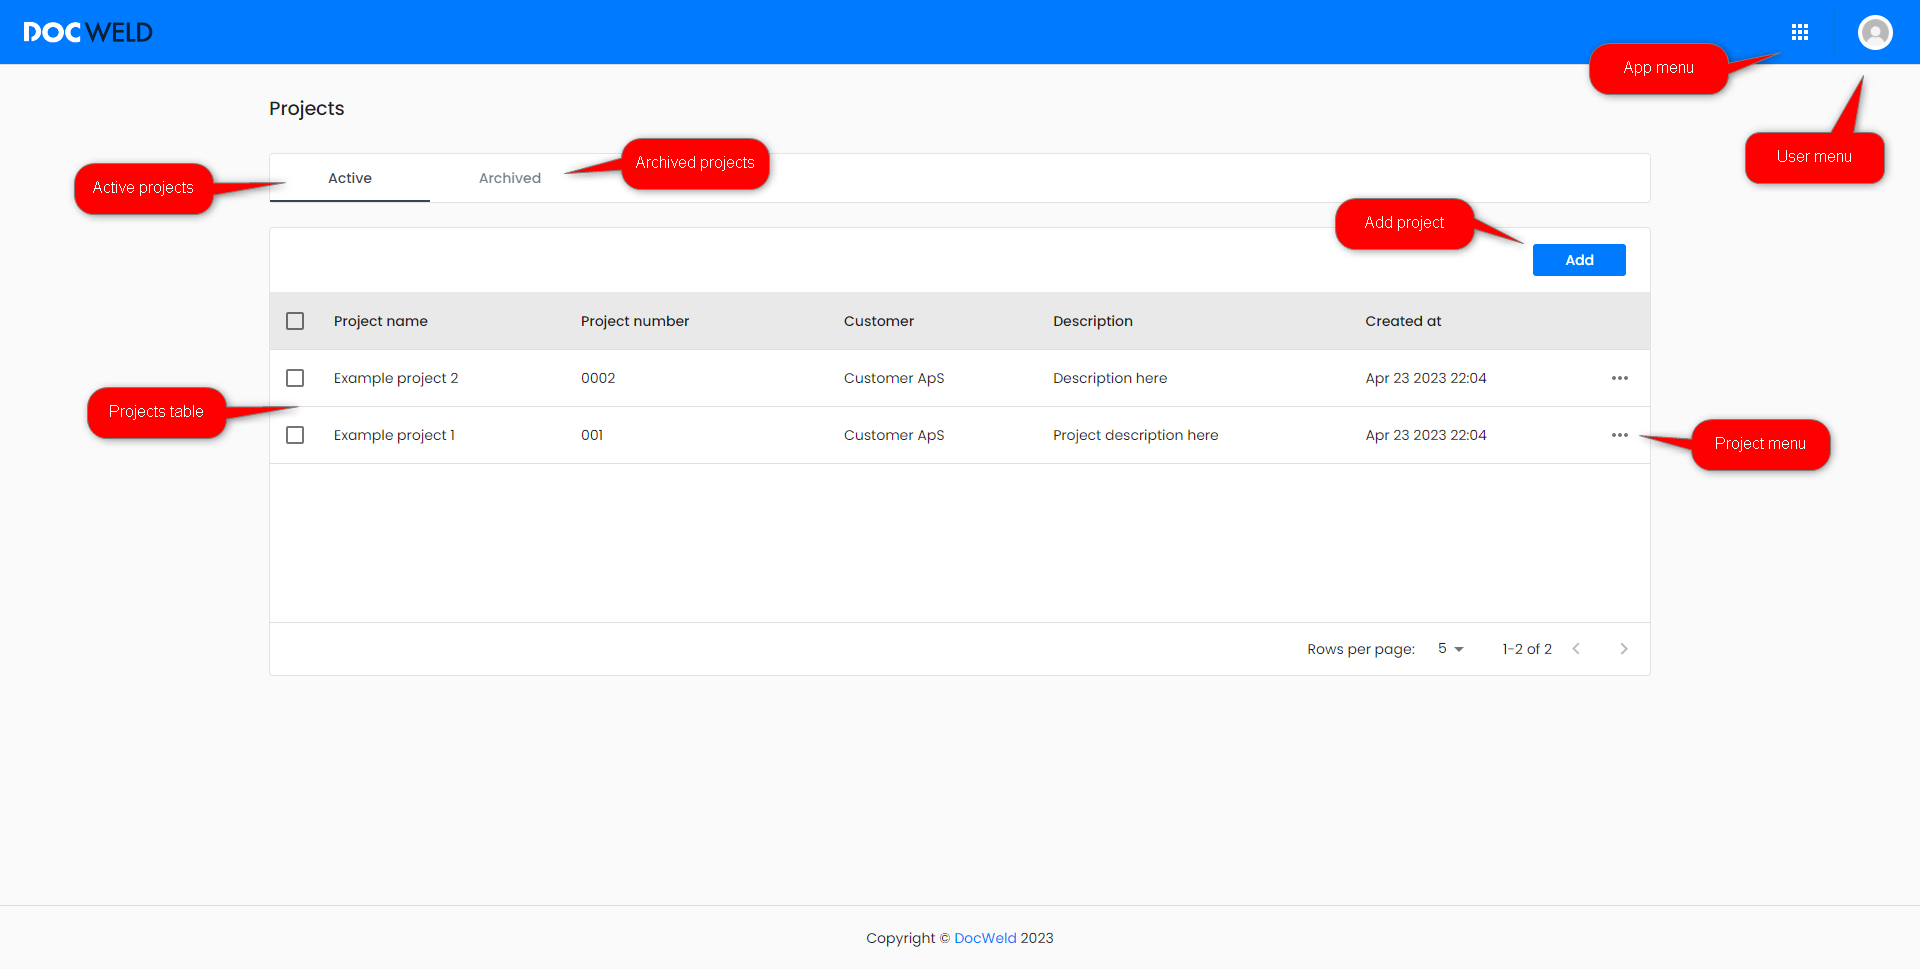 DOCWELD
App menu
User menu
Projects
Active projects
Active
Archived
Archived projects
Add project
Add
Project name Project number Customer Description Created at
Example project 2 0002 Customer ApS Description here Apr 23 2023 22:04
Projects table
Example project 1 001 Customer ApS Project description here Apr 23 2023 22:04
Project menu
Rows per page: 5 1-2 of 2
Copyright © DocWeld 2023